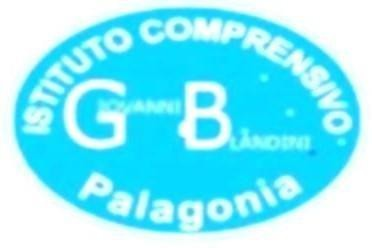 ISTITUTO COMPRENSIVO
GIOVANNI BLANDINI
Palagonia